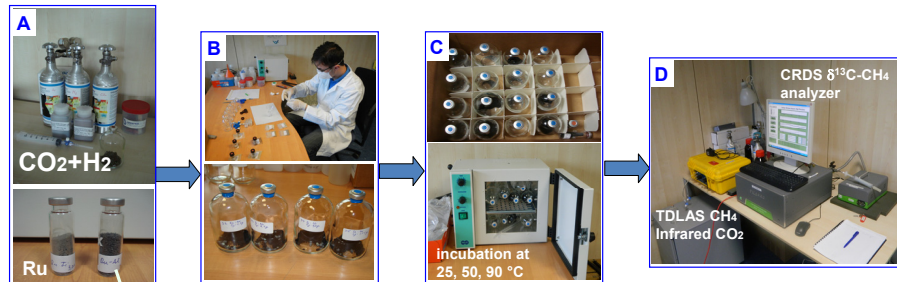 A
CO₂+H₂
Ru
B
C
incubation at
25, 50, 90 °C
D
CRDS δ¹³C-CH₄
analyzer
TDLAS CH₄
Infrared CO₂